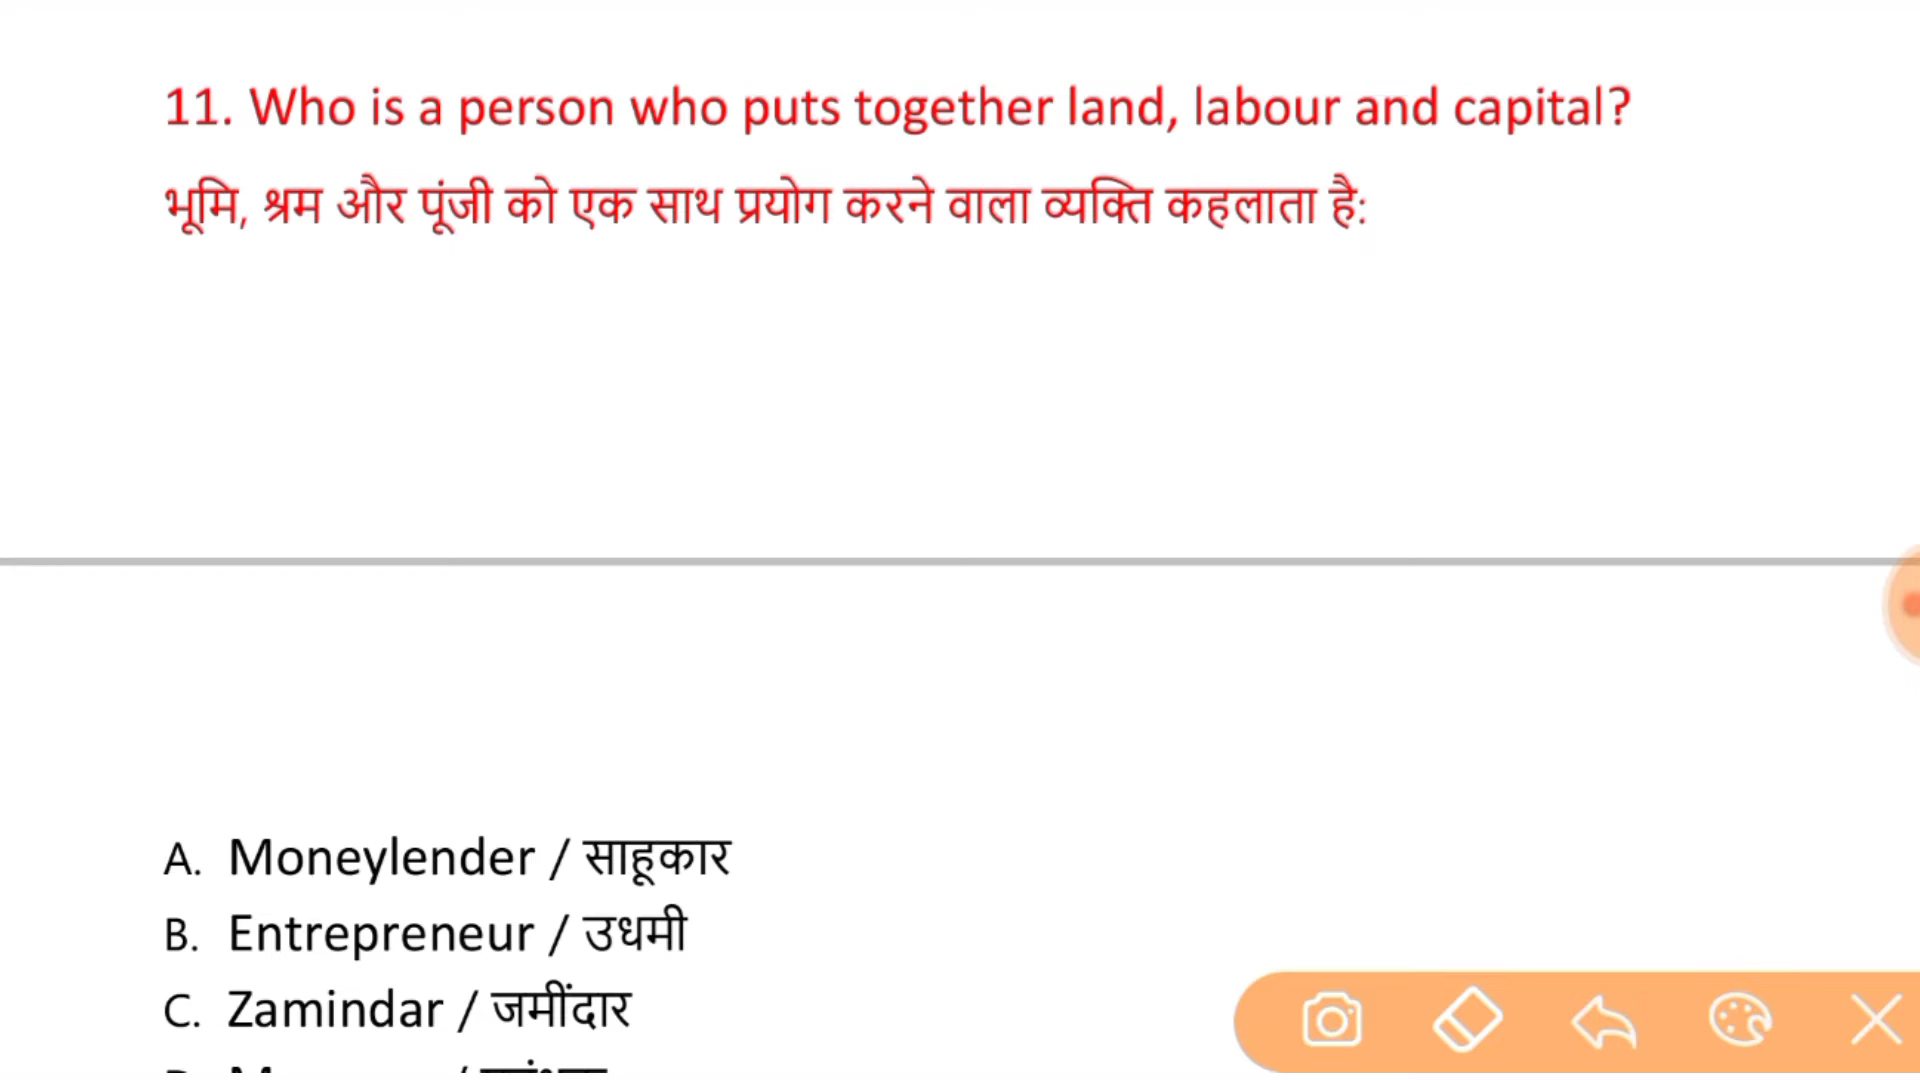 11. Who is a person who puts together land, labour and capital?
भूमि, श्रम और पूंजी को एक साथ प्रयोग करने वाला व्यक्ति कहलाता है:
A. Moneylender / साहूकार
B. Entrepreneur / उधमी
C. Zamindar / जमींदार